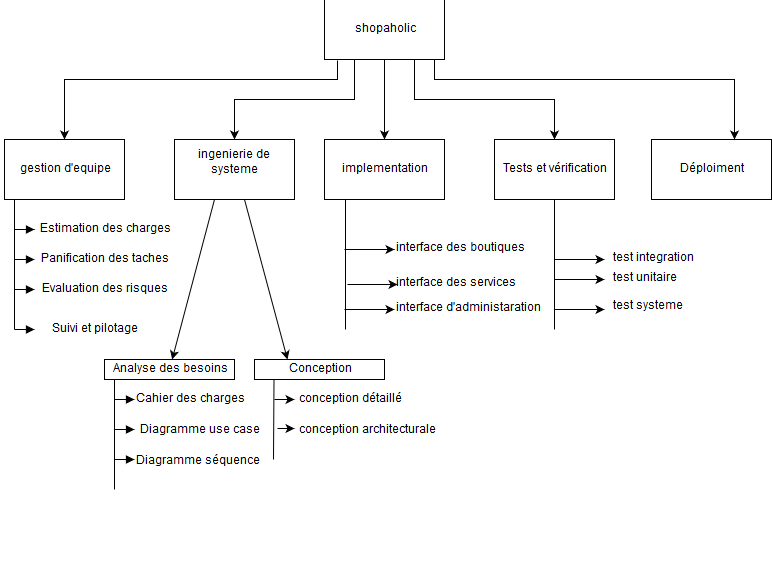 shopaholic
gestion d'equipe
ingenierie de
systeme
implementation
Tests et vérification
Déploiment
Estimation des charges
Panification des taches
Evaluation des risques
Suivi et pilotage
interface des boutiques
interface des services
interface d'administaration
test integration
test unitaire
test systeme
Analyse des besoins
Conception
Cahier des charges
Diagramme use case
Diagramme séquence
conception détaillé
conception architecturale